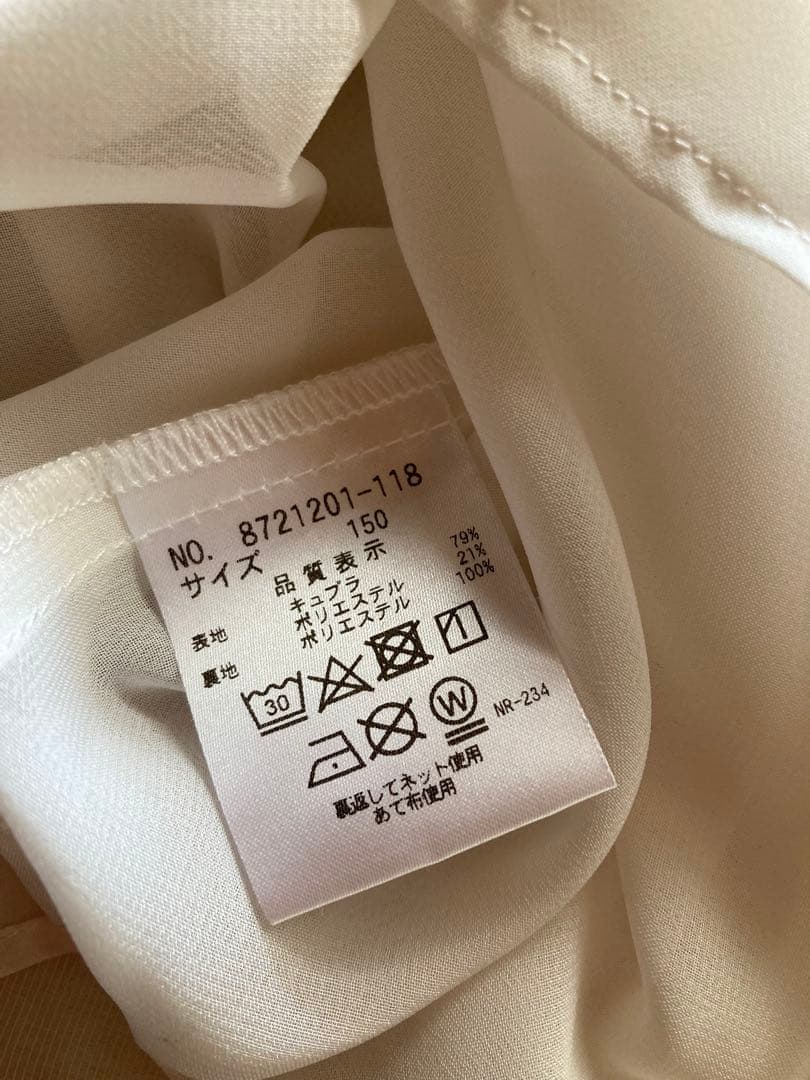 NO. 8721201-118
サイズ 150
品質表示
表地 キュプラ 79%
ポリエステル 21%
裏地 ポリエステル 100%
30
W
NR-234
裏返してネット使用
あて布使用